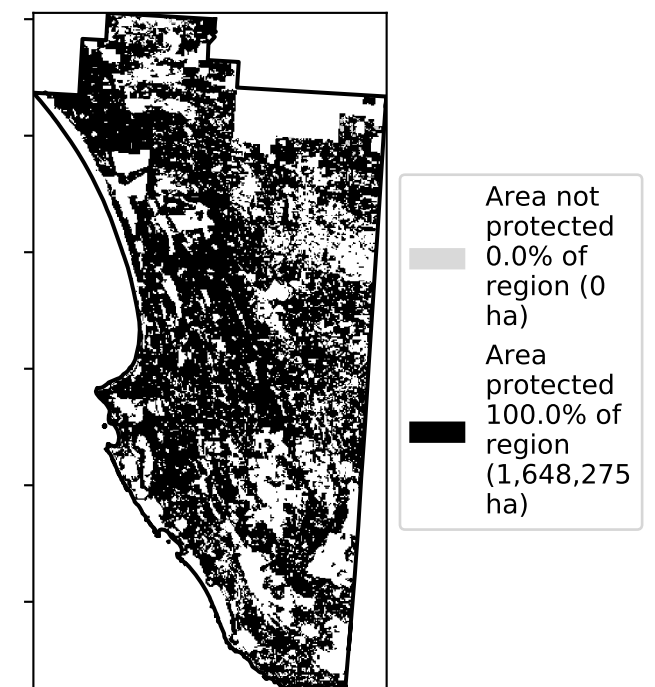 Area not
protected
0.0% of
region (0
ha)
Area
protected
100.0% of
region
(1,648,275
ha)